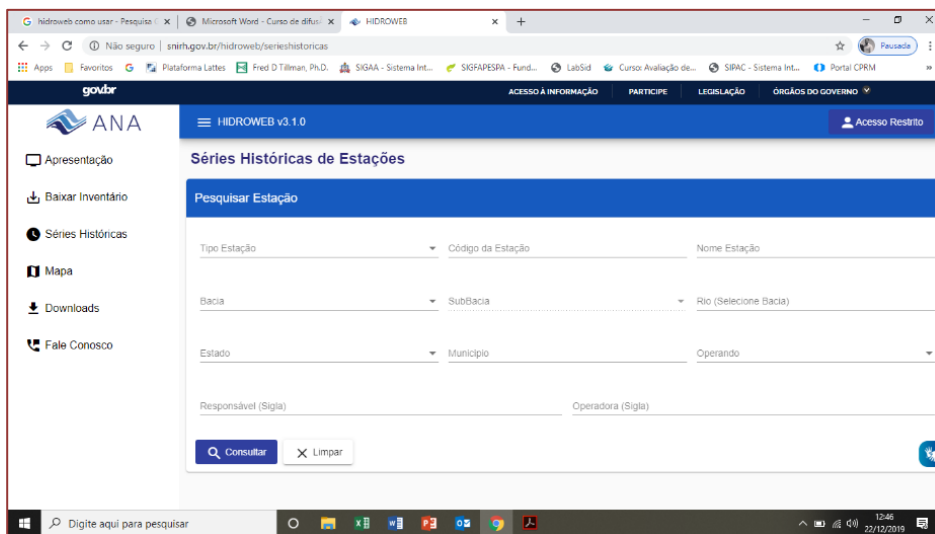 hidroweb como usar - Pesquisa G
Microsoft Word - Curso de difus
HIDROWEB
Não seguro | snirh.gov.br/hidroweb/serieshistoricas
Pausada
Apps
Favoritos
Plataforma Lattes
Fred D Tillman, Ph.D.
SIGAA - Sistema Int...
SIGFAPESPA - Fund...
LabSid
Curso: Avaliação de...
SIPAC - Sistema Int...
Portal CPRM
gov.br
ACESSO À INFORMAÇÃO
PARTICIPE
LEGISLAÇÃO
ÓRGÃOS DO GOVERNO
ANA
HIDROWEB v3.1.0
Acesso Restrito
Apresentação
Baixar Inventário
Séries Históricas
Mapa
Downloads
Fale Conosco
Séries Históricas de Estações
Pesquisar Estação
Tipo Estação
Código da Estação
Nome Estação
Bacia
SubBacia
Rio (Selecione Bacia)
Estado
Município
Operando
Responsável (Sigla)
Operadora (Sigla)
Consultar
Limpar
Digite aqui para pesquisar
12:46
22/12/2019